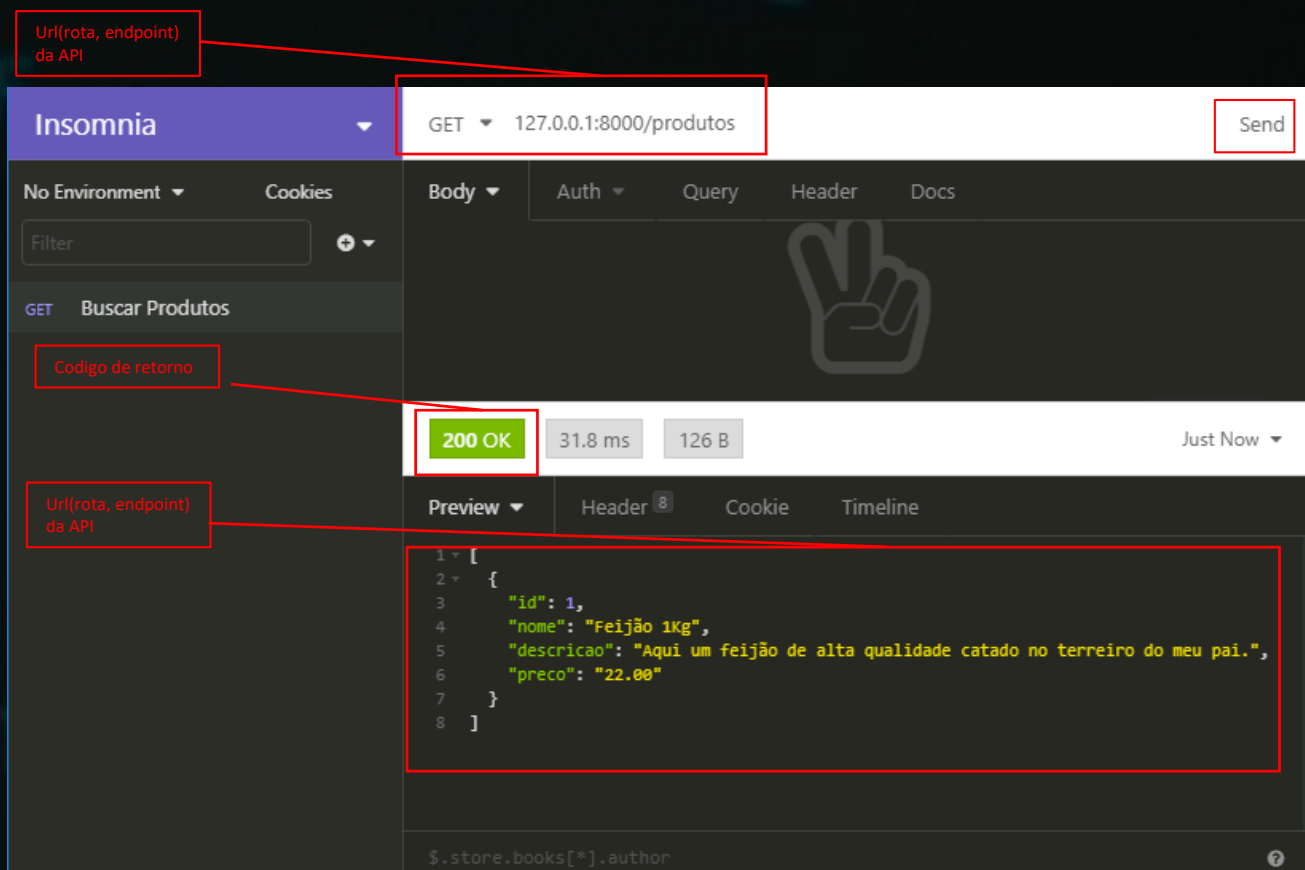 Url(rota, endpoint)
da API
Insomnia
GET 127.0.0.1:8000/produtos
Send
No Environment
Cookies
Body
Auth
Query
Header
Docs
Filter
GET Buscar Produtos
Codigo de retorno
200 OK
31.8 ms
126 B
Just Now
Url(rota, endpoint)
da API
Preview
Header 8
Cookie
Timeline
1 [
2 {
3 "id": 1,
4 "nome": "Feijão 1Kg",
5 "descricao": "Aqui um feijão de alta qualidade catado no terreiro do meu pai.",
6 "preco": "22.00"
7 }
8 ]
$.store.books[*].author